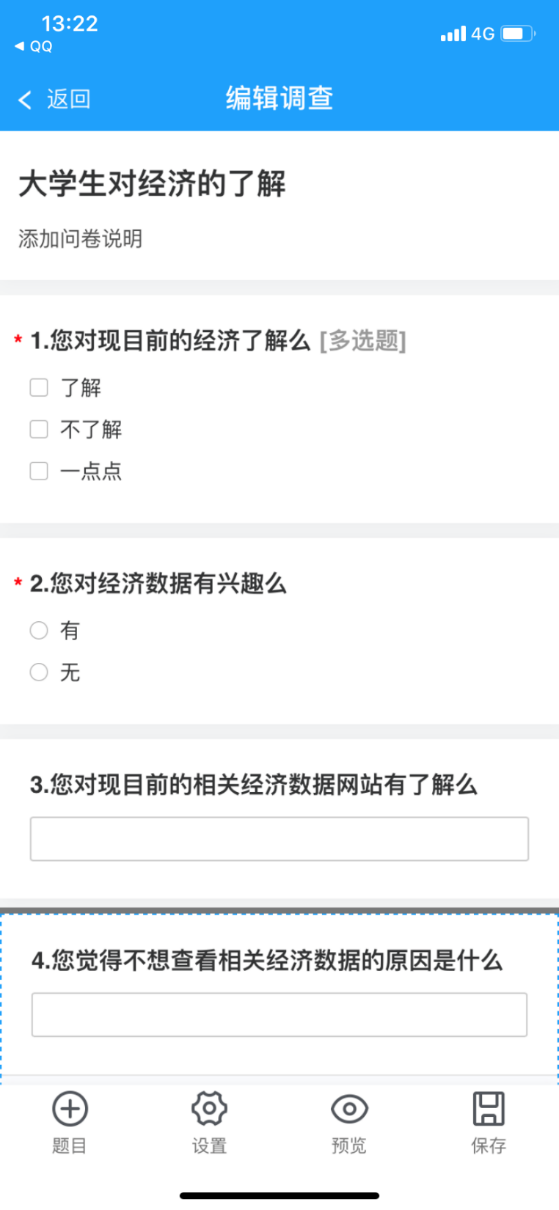 13:22
4G
◀ QQ
返回
编辑调查
大学生对经济的了解
添加问卷说明
* 1.您对现目前的经济了解么 [多选题]
了解
不了解
一点点
* 2.您对经济数据有兴趣么
有
无
3.您对现目前的相关经济数据网站有了解么
4.您觉得不想查看相关经济数据的原因是什么
题目
设置
预览
保存